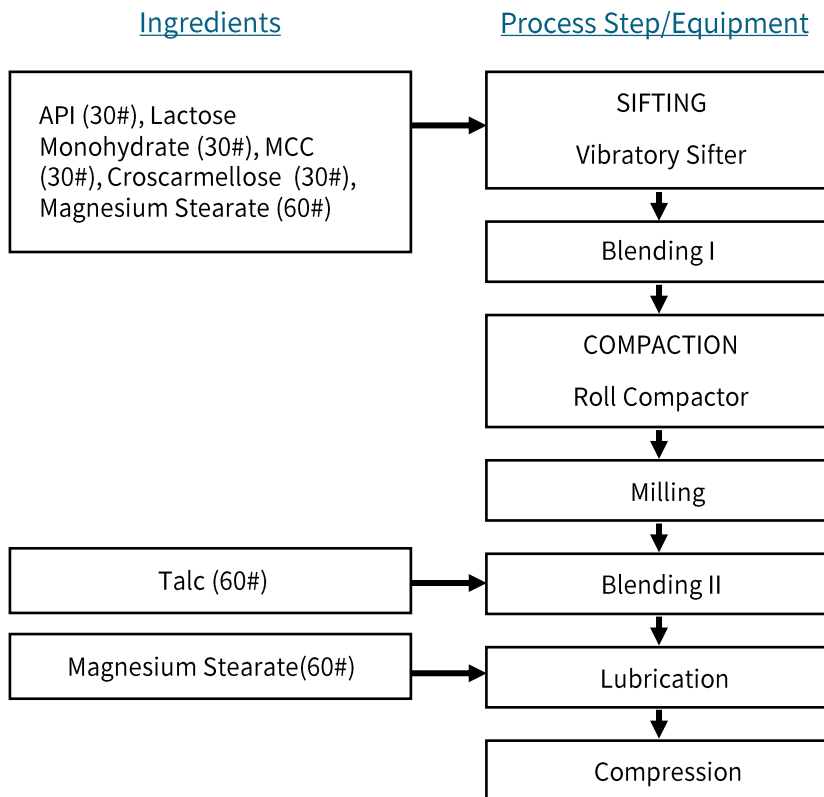 Ingredients
Process Step/Equipment
API (30#), Lactose
Monohydrate (30#), MCC
(30#), Croscarmellose (30#),
Magnesium Stearate (60#)
SIFTING
Vibratory Sifter
Blending I
COMPACTION
Roll Compactor
Milling
Talc (60#)
Blending II
Magnesium Stearate(60#)
Lubrication
Compression